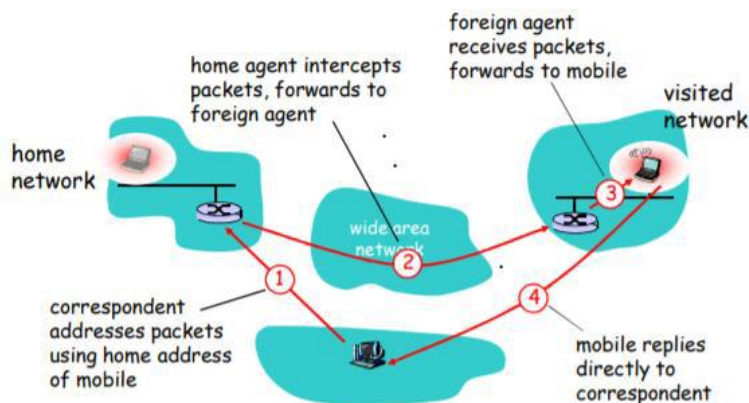 foreign agent
receives packets,
forwards to mobile
home agent intercepts
packets, forwards to
foreign agent
visited
network
home
network
wide area
network
3
2
1
4
correspondent
addresses packets
using home address
of mobile
mobile replies
directly to
correspondent